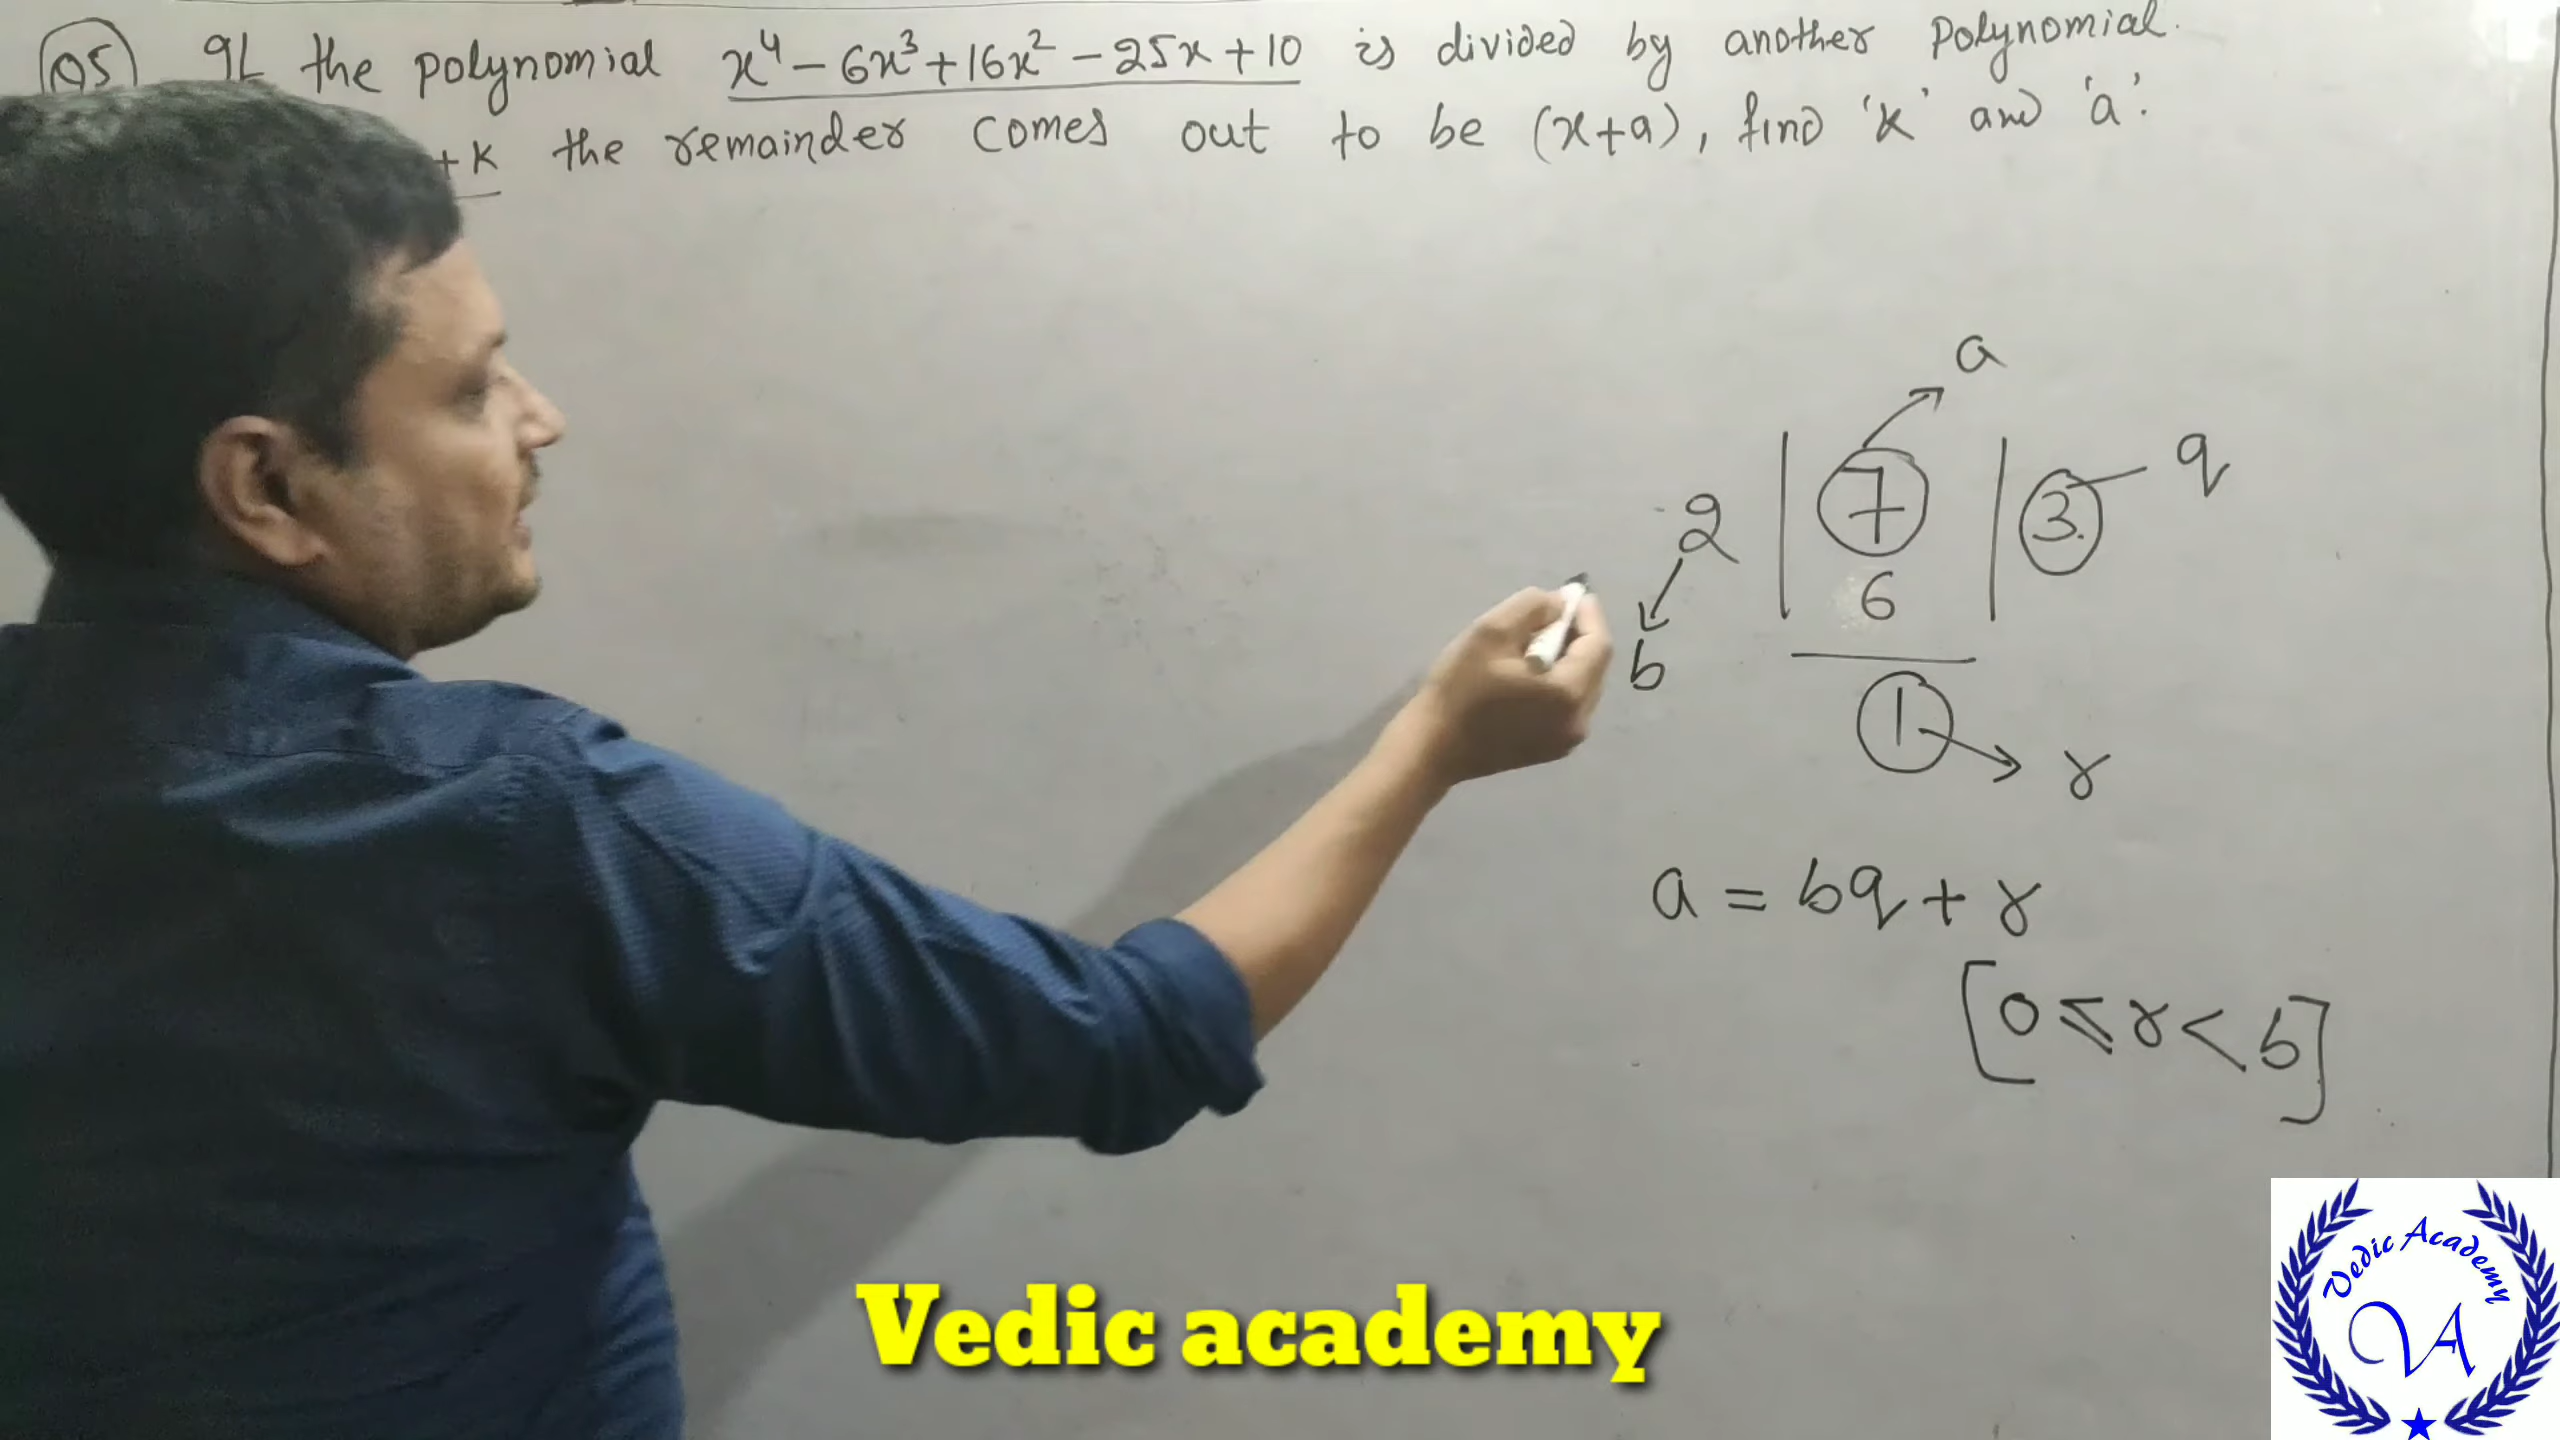 Q5 If the polynomial x⁴ - 6x³ + 16x² - 25x + 10 is divided by another polynomial.
+ K the remainder comes out to be (x+a), find 'k' and 'a'.
a
2 | 7 | 3 q
6
b
1 r
a = bq + r
[0 ≤ r < b]
Vedic Academy
VA
Vedic academy